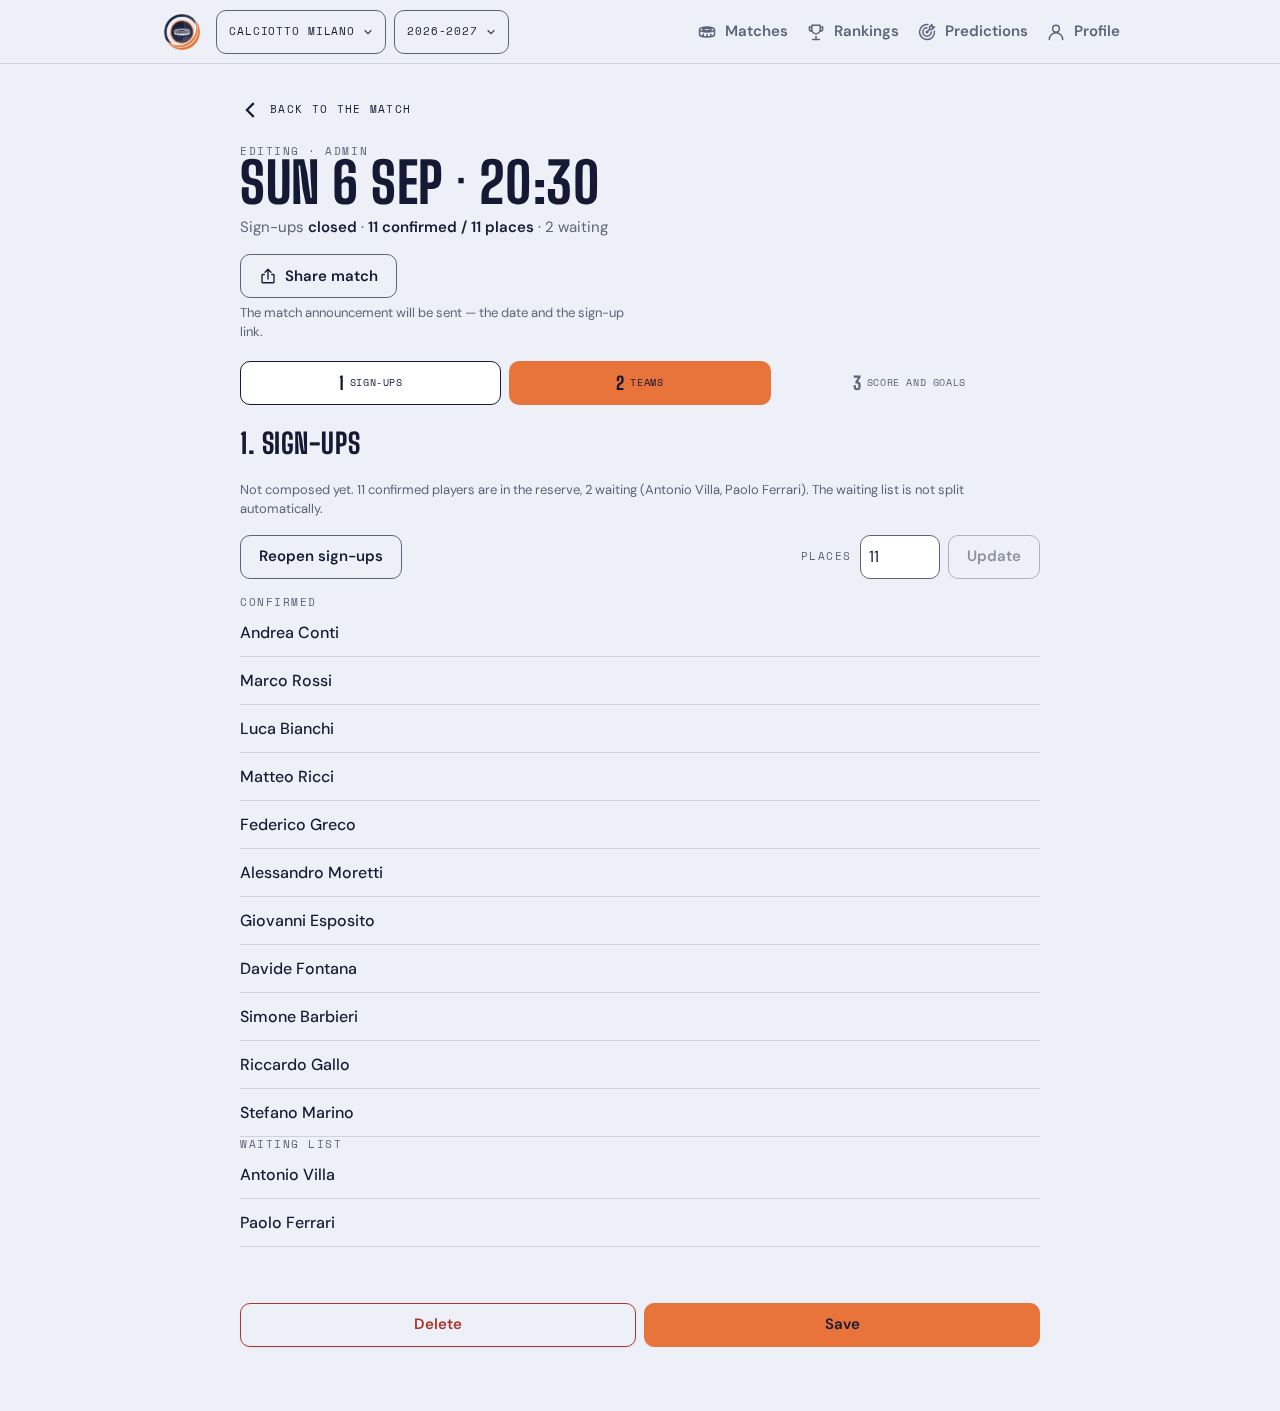 CALCIOTTO MILANO
2026-2027
Matches
Rankings
Predictions
Profile
BACK TO THE MATCH
EDITING · ADMIN
SUN 6 SEP · 20:30
Sign-ups closed · 11 confirmed / 11 places · 2 waiting
Share match
The match announcement will be sent — the date and the sign-up
link.
1 SIGN-UPS
2 TEAMS
3 SCORE AND GOALS
1. SIGN-UPS
Not composed yet. 11 confirmed players are in the reserve, 2 waiting (Antonio Villa, Paolo Ferrari). The waiting list is not split
automatically.
Reopen sign-ups
PLACES 11 Update
CONFIRMED
Andrea Conti
Marco Rossi
Luca Bianchi
Matteo Ricci
Federico Greco
Alessandro Moretti
Giovanni Esposito
Davide Fontana
Simone Barbieri
Riccardo Gallo
Stefano Marino
WAITING LIST
Antonio Villa
Paolo Ferrari
Delete
Save